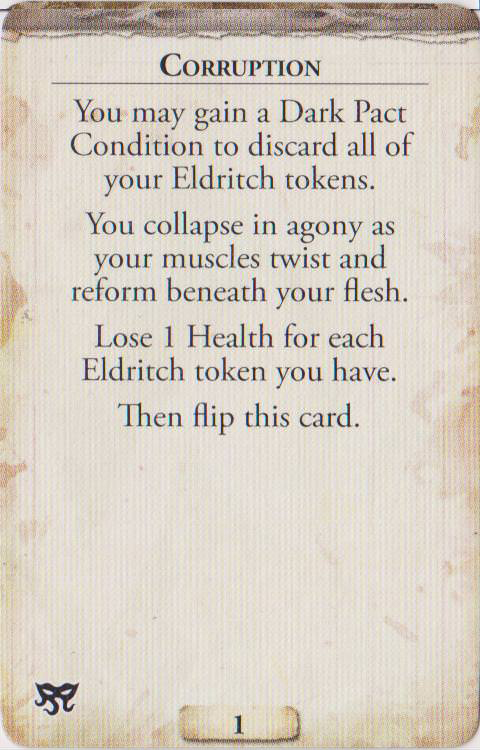 CORRUPTION
You may gain a Dark Pact
Condition to discard all of
your Eldritch tokens.
You collapse in agony as
your muscles twist and
reform beneath your flesh.
Lose 1 Health for each
Eldritch token you have.
Then flip this card.
1